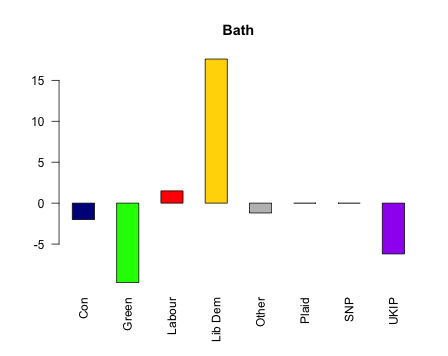 Bath
15
10
5
0
-5
Con
Green
Labour
Lib Dem
Other
Plaid
SNP
UKIP